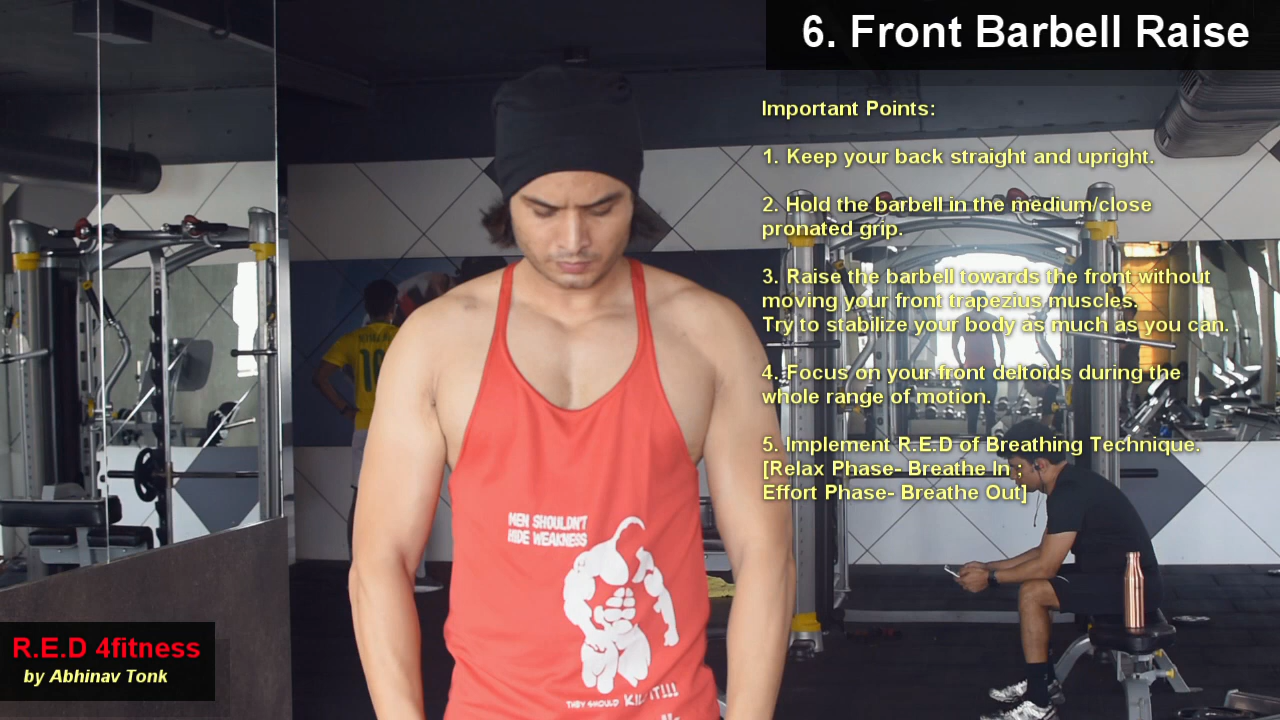 6. Front Barbell Raise
Important Points:
1. Keep your back straight and upright.
2. Hold the barbell in the medium/close
pronated grip.
3. Raise the barbell towards the front without
moving your front trapezius muscles.
Try to stabilize your body as much as you can.
4. Focus on your front deltoids during the
whole range of motion.
5. Implement R.E.D of Breathing Technique.
[Relax Phase- Breathe In ;
Effort Phase- Breathe Out]
MEN SHOULDN'T
HIDE WEAKNESS
THEY SHOULD KILL IT!!!
10
R.E.D 4fitness
by Abhinav Tonk